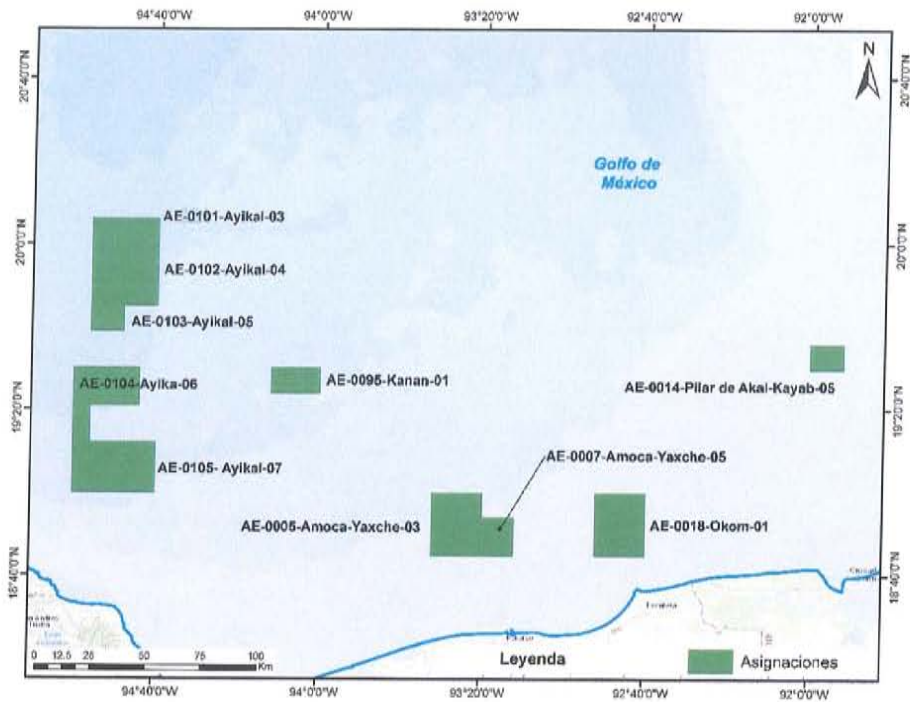 94°40'0"W 94°0'0"W 93°20'0"W 92°40'0"W 92°0'0"W
N
20°40'0"N 20°40'0"N
Golfo de
México
AE-0101-Ayikal-03
20°0'0"N 20°0'0"N
AE-0102-Ayikal-04
AE-0103-Ayikal-05
AE-0104-Ayika-06
AE-0095-Kanan-01
AE-0014-Pilar de Akal-Kayab-05
19°20'0"N 19°20'0"N
AE-0105- Ayikal-07
AE-0007-Amoca-Yaxche-05
AE-0005-Amoca-Yaxche-03
AE-0018-Okom-01
18°40'0"N 18°40'0"N
0 12.5 25 50 75 100
Km
Leyenda
Asignaciones
94°40'0"W 94°0'0"W 93°20'0"W 92°40'0"W 92°0'0"W